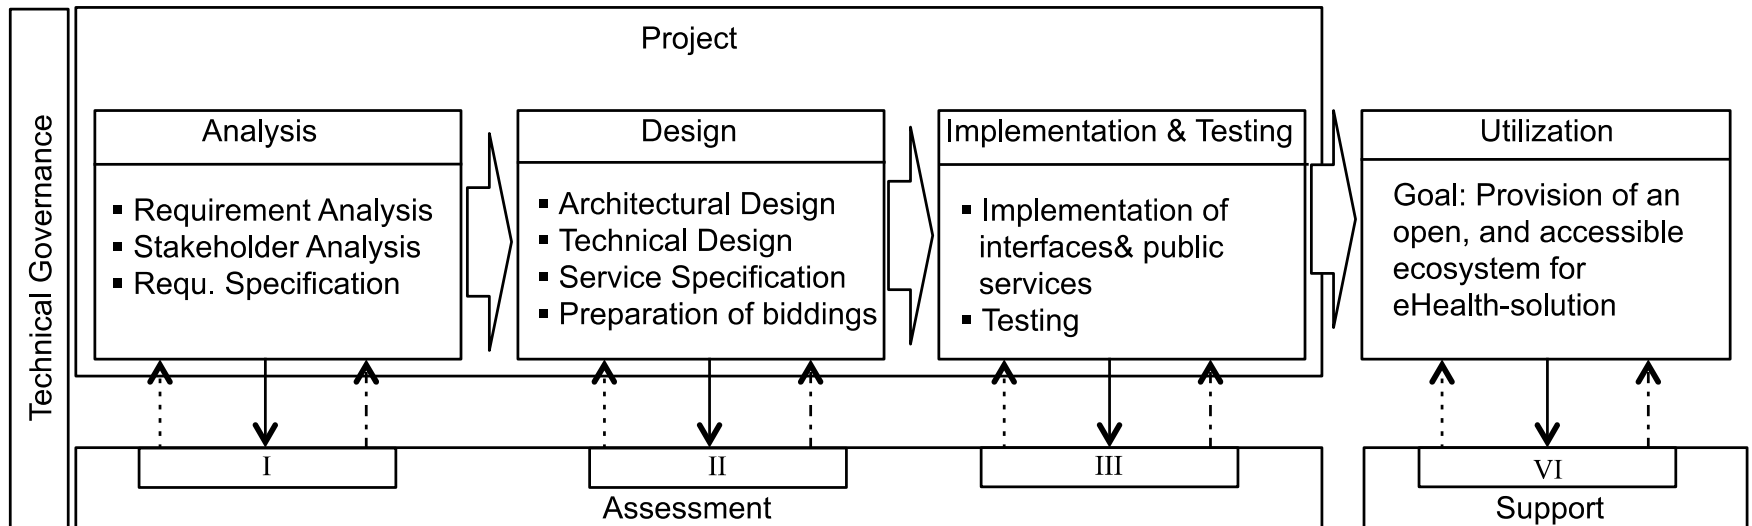 Technical Governance
Project
Analysis
▪ Requirement Analysis
▪ Stakeholder Analysis
▪ Requ. Specification
Design
▪ Architectural Design
▪ Technical Design
▪ Service Specification
▪ Preparation of biddings
Implementation & Testing
▪ Implementation of
interfaces& public
services
▪ Testing
Utilization
Goal: Provision of an
open, and accessible
ecosystem for
eHealth-solution
I
II
III
Assessment
VI
Support